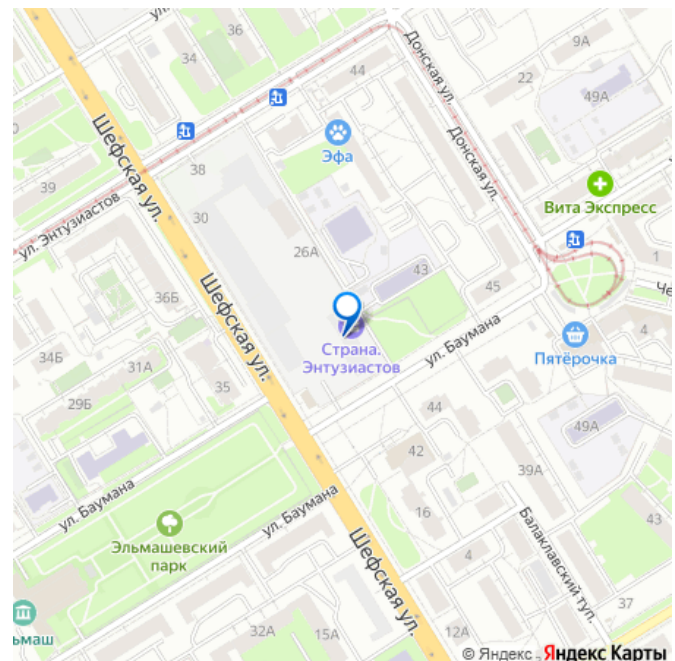 36
34
44
9А
22
49А
Донская ул.
Шефская ул.
Эфа
Донская ул.
38
39
ул. Энтузиастов
30
Вита Экспресс
26А
43
1
45
36Б
Шефская ул.
Страна.
Энтузиастов
ул. Баумана
4
Пятёрочка
34Б
31А
35
29Б
44
49А
42
39А
ул. Баумана
16
43
Эльмашевский
парк
ул. Баумана
Балаклавский туп.
Шефская ул.
4
37
ьмаш
32А
15А
12А
© Яндекс Яндекс Карты